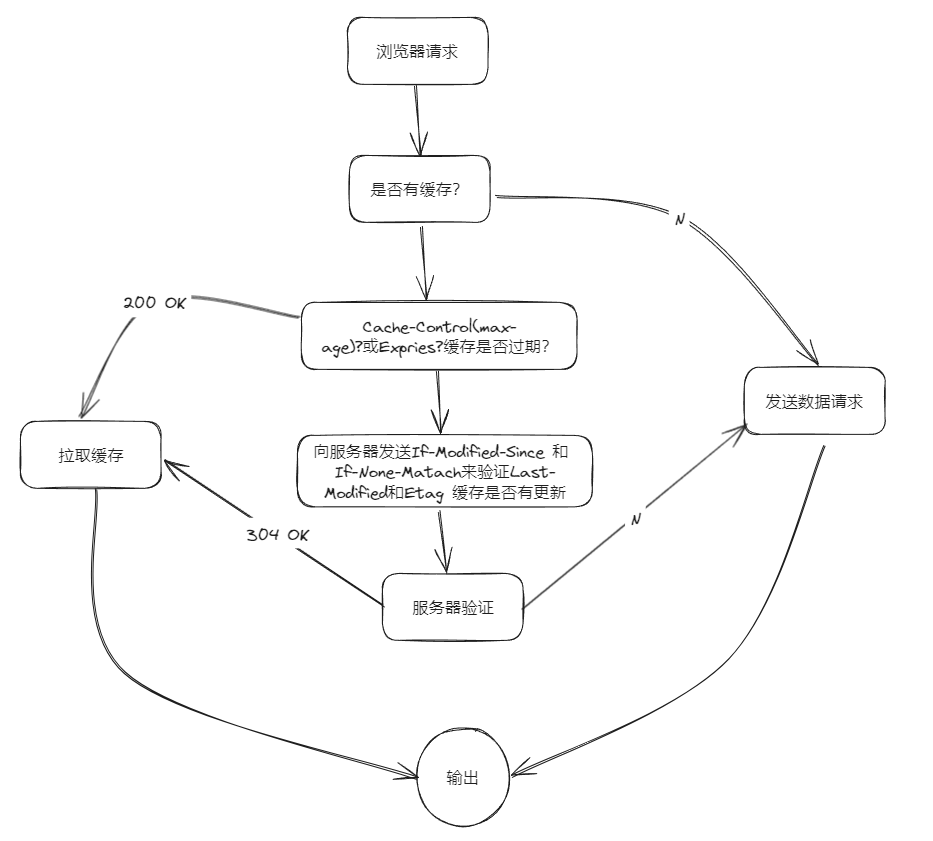 浏览器请求
是否有缓存?
N
200 OK
Cache-Control(max-
age)?或Expries?缓存是否过期?
发送数据请求
拉取缓存
向服务器发送If-Modified-Since 和
If-None-Matach来验证Last-
Modified和Etag 缓存是否有更新
304 OK
N
服务器验证
输出